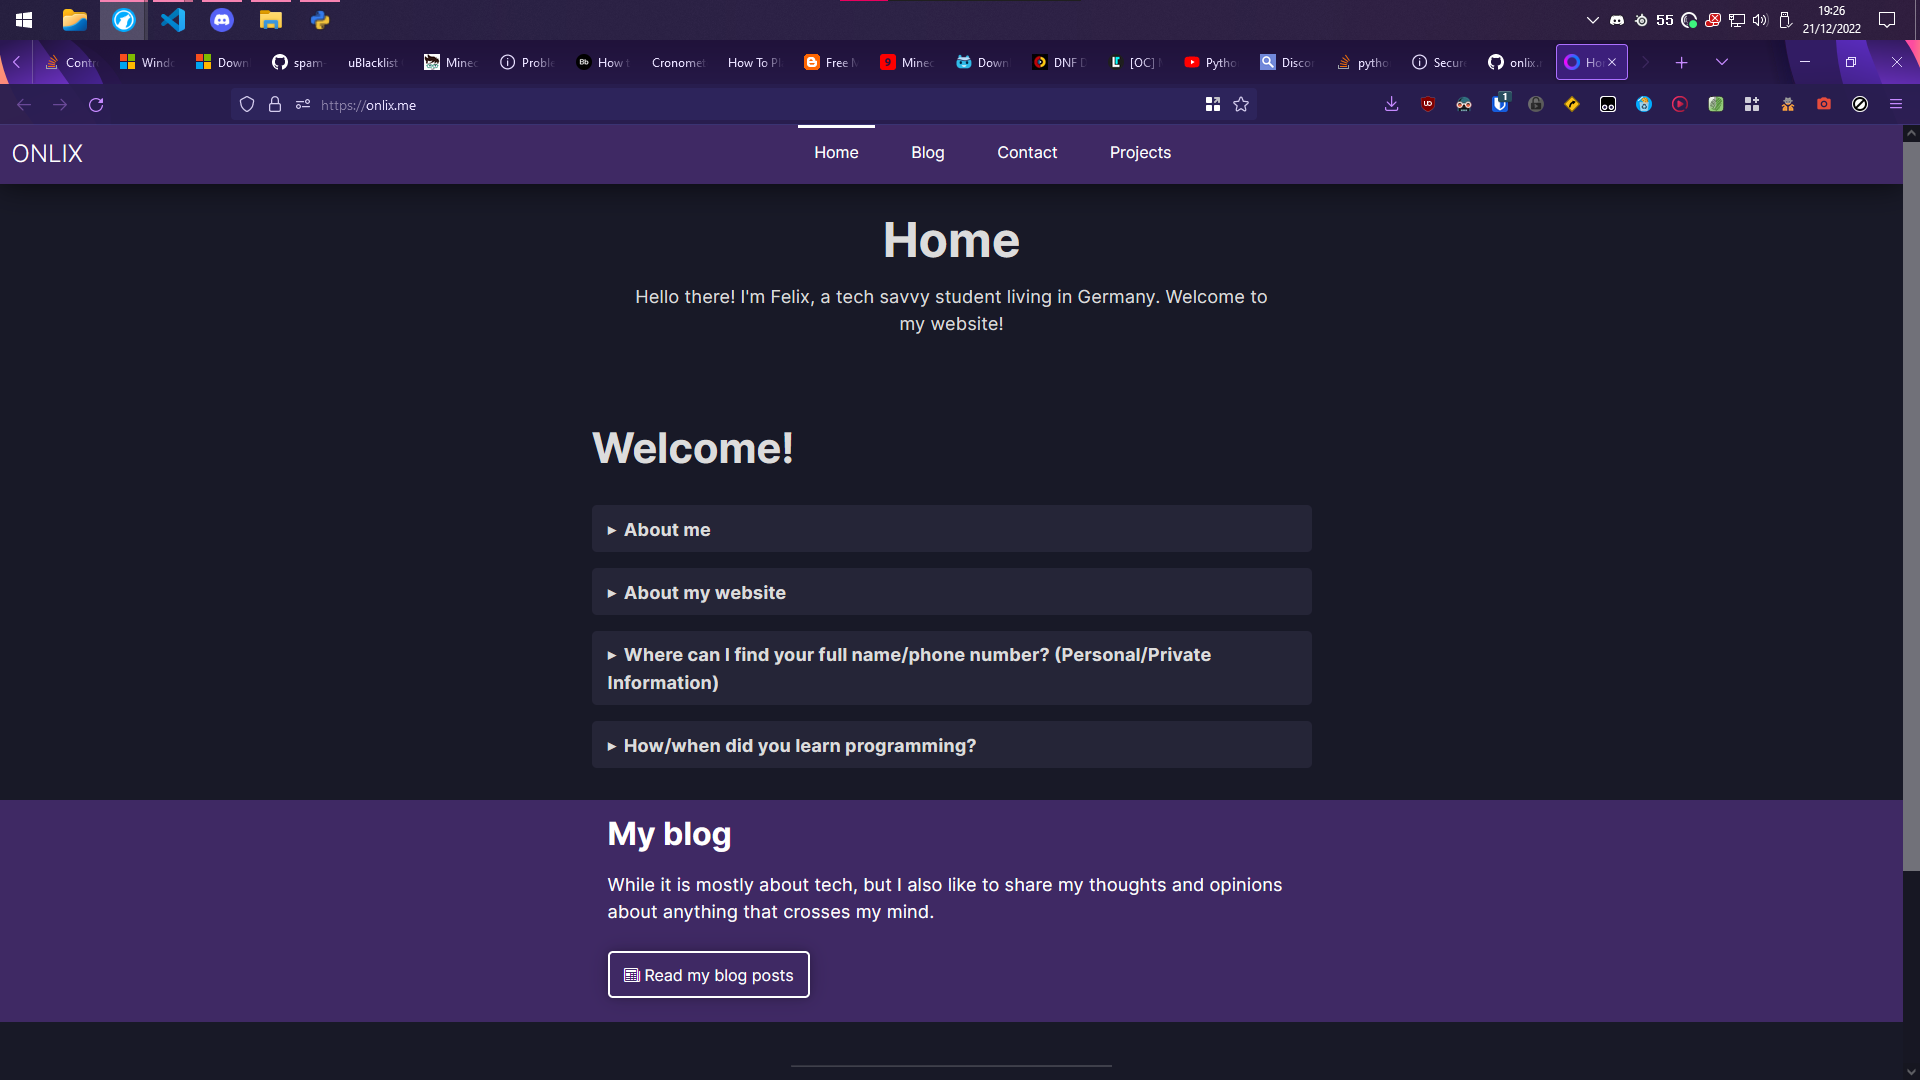 19:26
55
21/12/2022
Contr
Windo
Down
spam-
uBlacklist
Minec
Proble
How t
Cronomet
How To Pl
Free M
Minec
Down
DNF D
[OC] M
Pytho
Discor
pytho
Secur
onlix.r
Ho
https://onlix.me
1
ONLIX
Home
Blog
Contact
Projects
Home
Hello there! I'm Felix, a tech savvy student living in Germany. Welcome to
my website!
Welcome!
▸ About me
▸ About my website
▸ Where can I find your full name/phone number? (Personal/Private
Information)
▸ How/when did you learn programming?
My blog
While it is mostly about tech, but I also like to share my thoughts and opinions
about anything that crosses my mind.
Read my blog posts